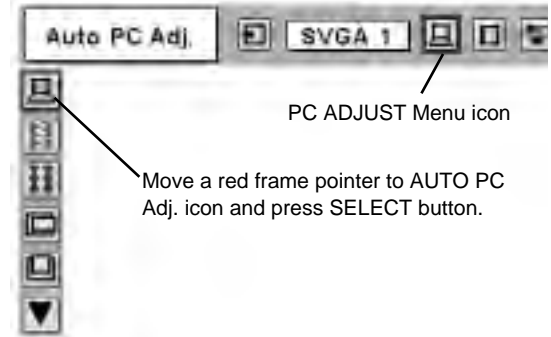 Auto PC Adj.
SVGA 1
PC ADJUST Menu icon
Move a red frame pointer to AUTO PC
Adj. icon and press SELECT button.